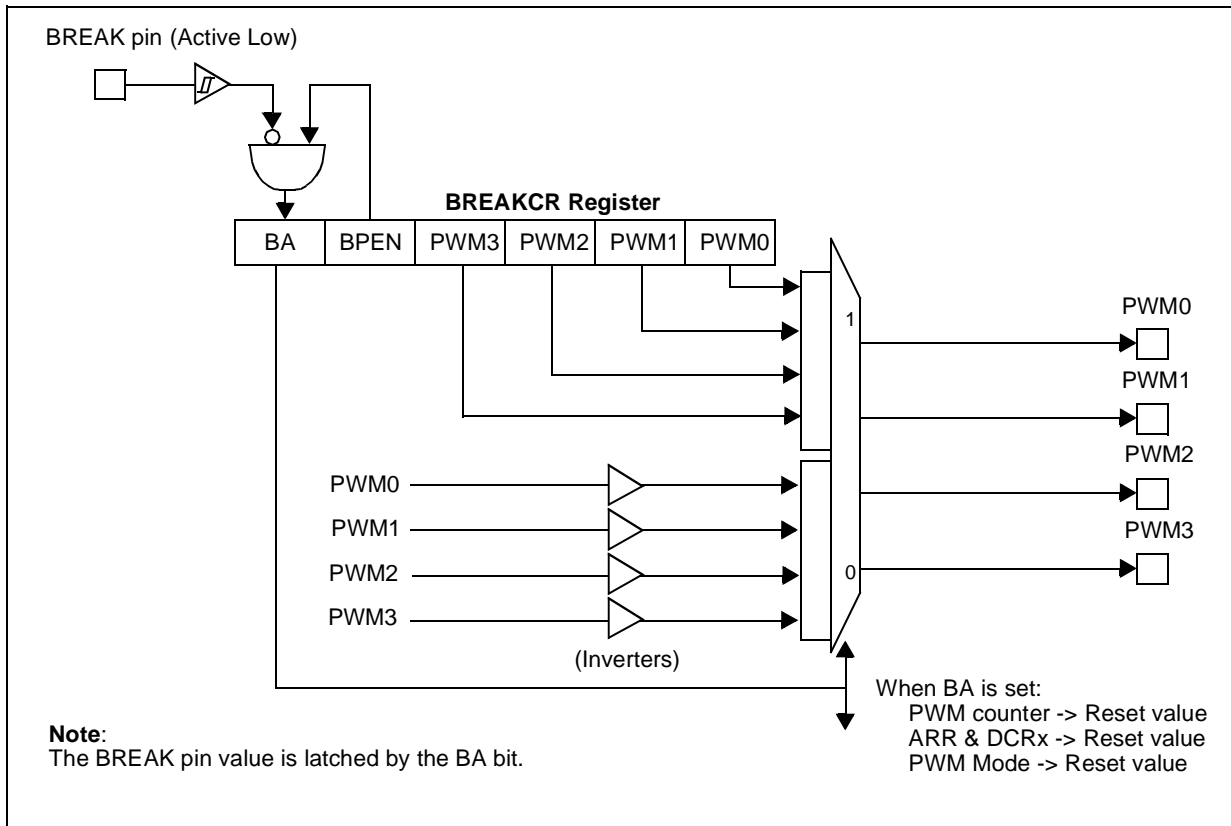 BREAK pin (Active Low)
BREAKCR Register
BA BPEN PWM3 PWM2 PWM1 PWM0
1
PWM0
PWM1
PWM2
PWM3
PWM0
PWM1
PWM2
PWM3
0
(Inverters)
When BA is set:
PWM counter -> Reset value
ARR & DCRx -> Reset value
PWM Mode -> Reset value
Note:
The BREAK pin value is latched by the BA bit.